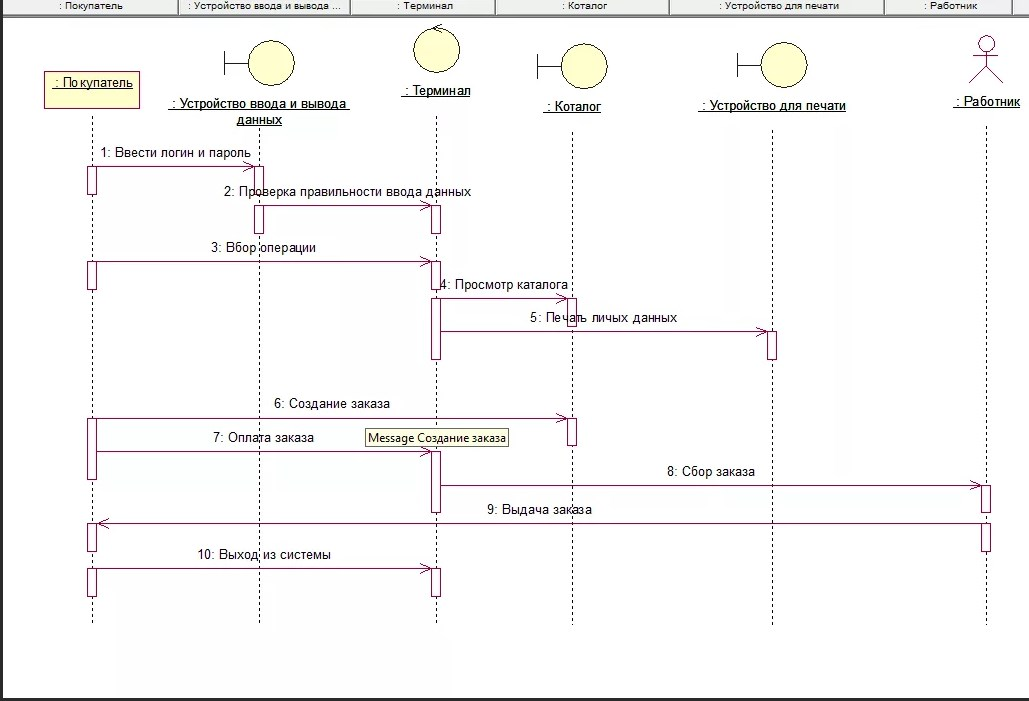 : Покупатель
: Устройство ввода и вывода ...
: Терминал
: Каталог
: Устройство для печати
: Работник
: Покупатель
: Устройство ввода и вывода
данных
: Терминал
: Коталог
: Устройство для печати
: Работник
1: Ввести логин и пароль
2: Проверка правильности ввода данных
3: Вбор операции
4: Просмотр каталога
5: Печать личых данных
6: Создание заказа
7: Оплата заказа
Message Создание заказа
8: Сбор заказа
9: Выдача заказа
10: Выход из системы